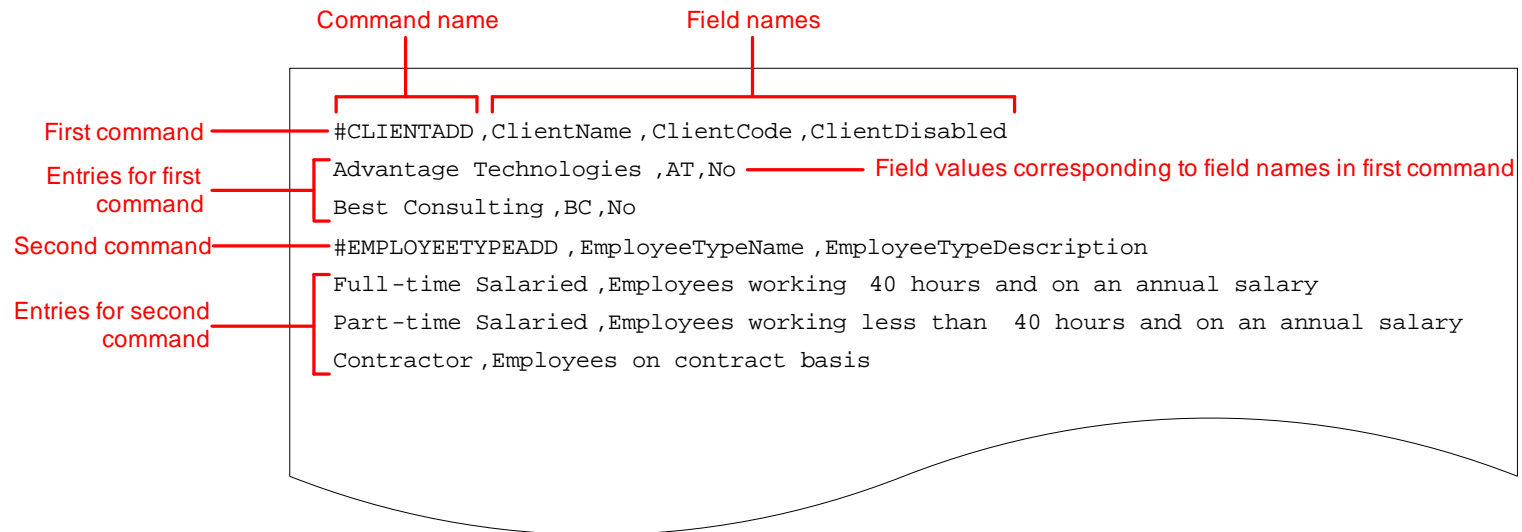 Command name
Field names
First command
#CLIENTADD,ClientName,ClientCode,ClientDisabled
Entries for first
command
Advantage Technologies ,AT,No
Field values corresponding to field names in first command
Best Consulting ,BC,No
Second command
#EMPLOYEETYPEADD,EmployeeTypeName,EmployeeTypeDescription
Entries for second
command
Full-time Salaried ,Employees working 40 hours and on an annual salary
Part-time Salaried ,Employees working less than 40 hours and on an annual salary
Contractor,Employees on contract basis